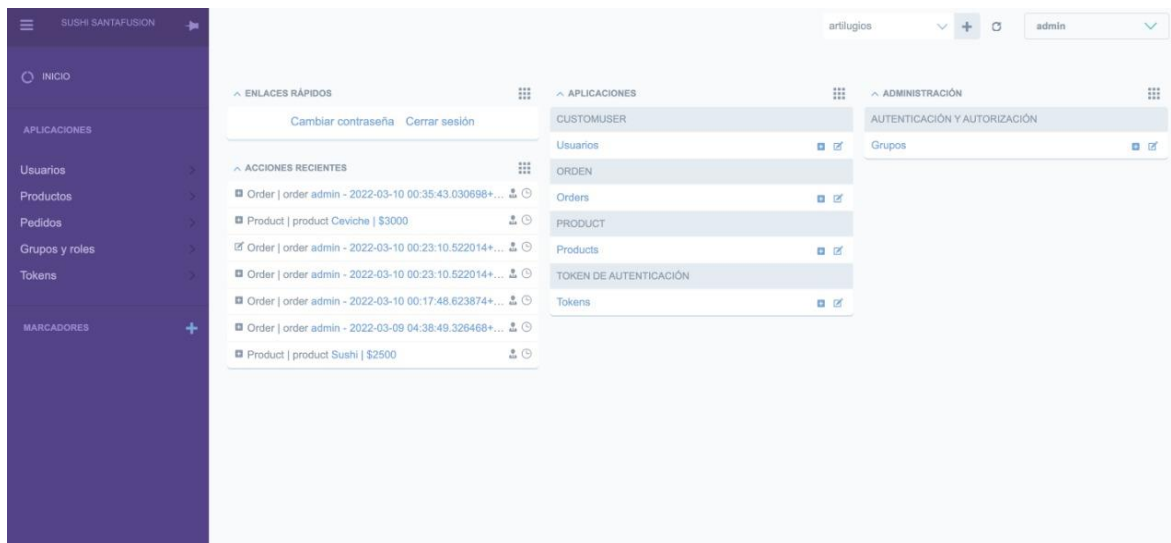 SUSHI SANTAFUSION
artilugios
admin
INICIO
APLICACIONES
Usuarios
Productos
Pedidos
Grupos y roles
Tokens
MARCADORES
ENLACES RÁPIDOS
Cambiar contraseña Cerrar sesión
ACCIONES RECIENTES
Order | order admin - 2022-03-10 00:35:43.030698+...
Product | product Ceviche | $3000
Order | order admin - 2022-03-10 00:23:10.522014+...
Order | order admin - 2022-03-10 00:23:10.522014+...
Order | order admin - 2022-03-10 00:17:48.623874+...
Order | order admin - 2022-03-09 04:38:49.326468+...
Product | product Sushi | $2500
APLICACIONES
CUSTOMUSER
Usuarios
ORDEN
Orders
PRODUCT
Products
TOKEN DE AUTENTICACIÓN
Tokens
ADMINISTRACIÓN
AUTENTICACIÓN Y AUTORIZACIÓN
Grupos